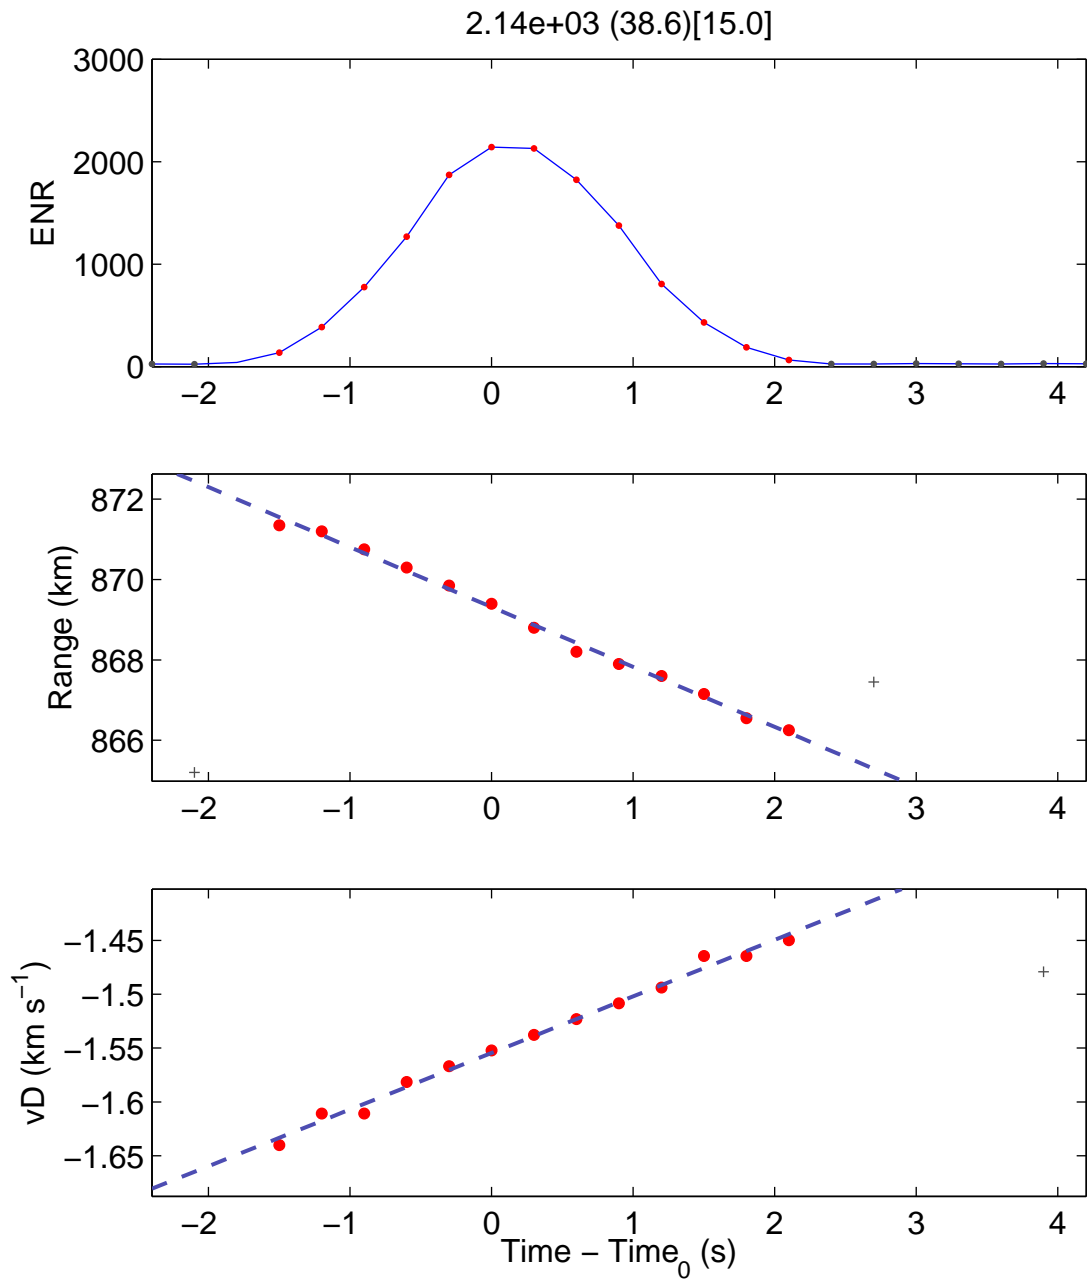 2.14e+03 (38.6)[15.0]
3000
2000
1000
0
ENR
−2 −1 0 1 2 3 4
872
870
868
866
Range (km)
−2 −1 0 1 2 3 4
−1.45
−1.5
−1.55
−1.6
−1.65
vD (km s⁻¹)
−2 −1 0 1 2 3 4
Time − Time₀ (s)